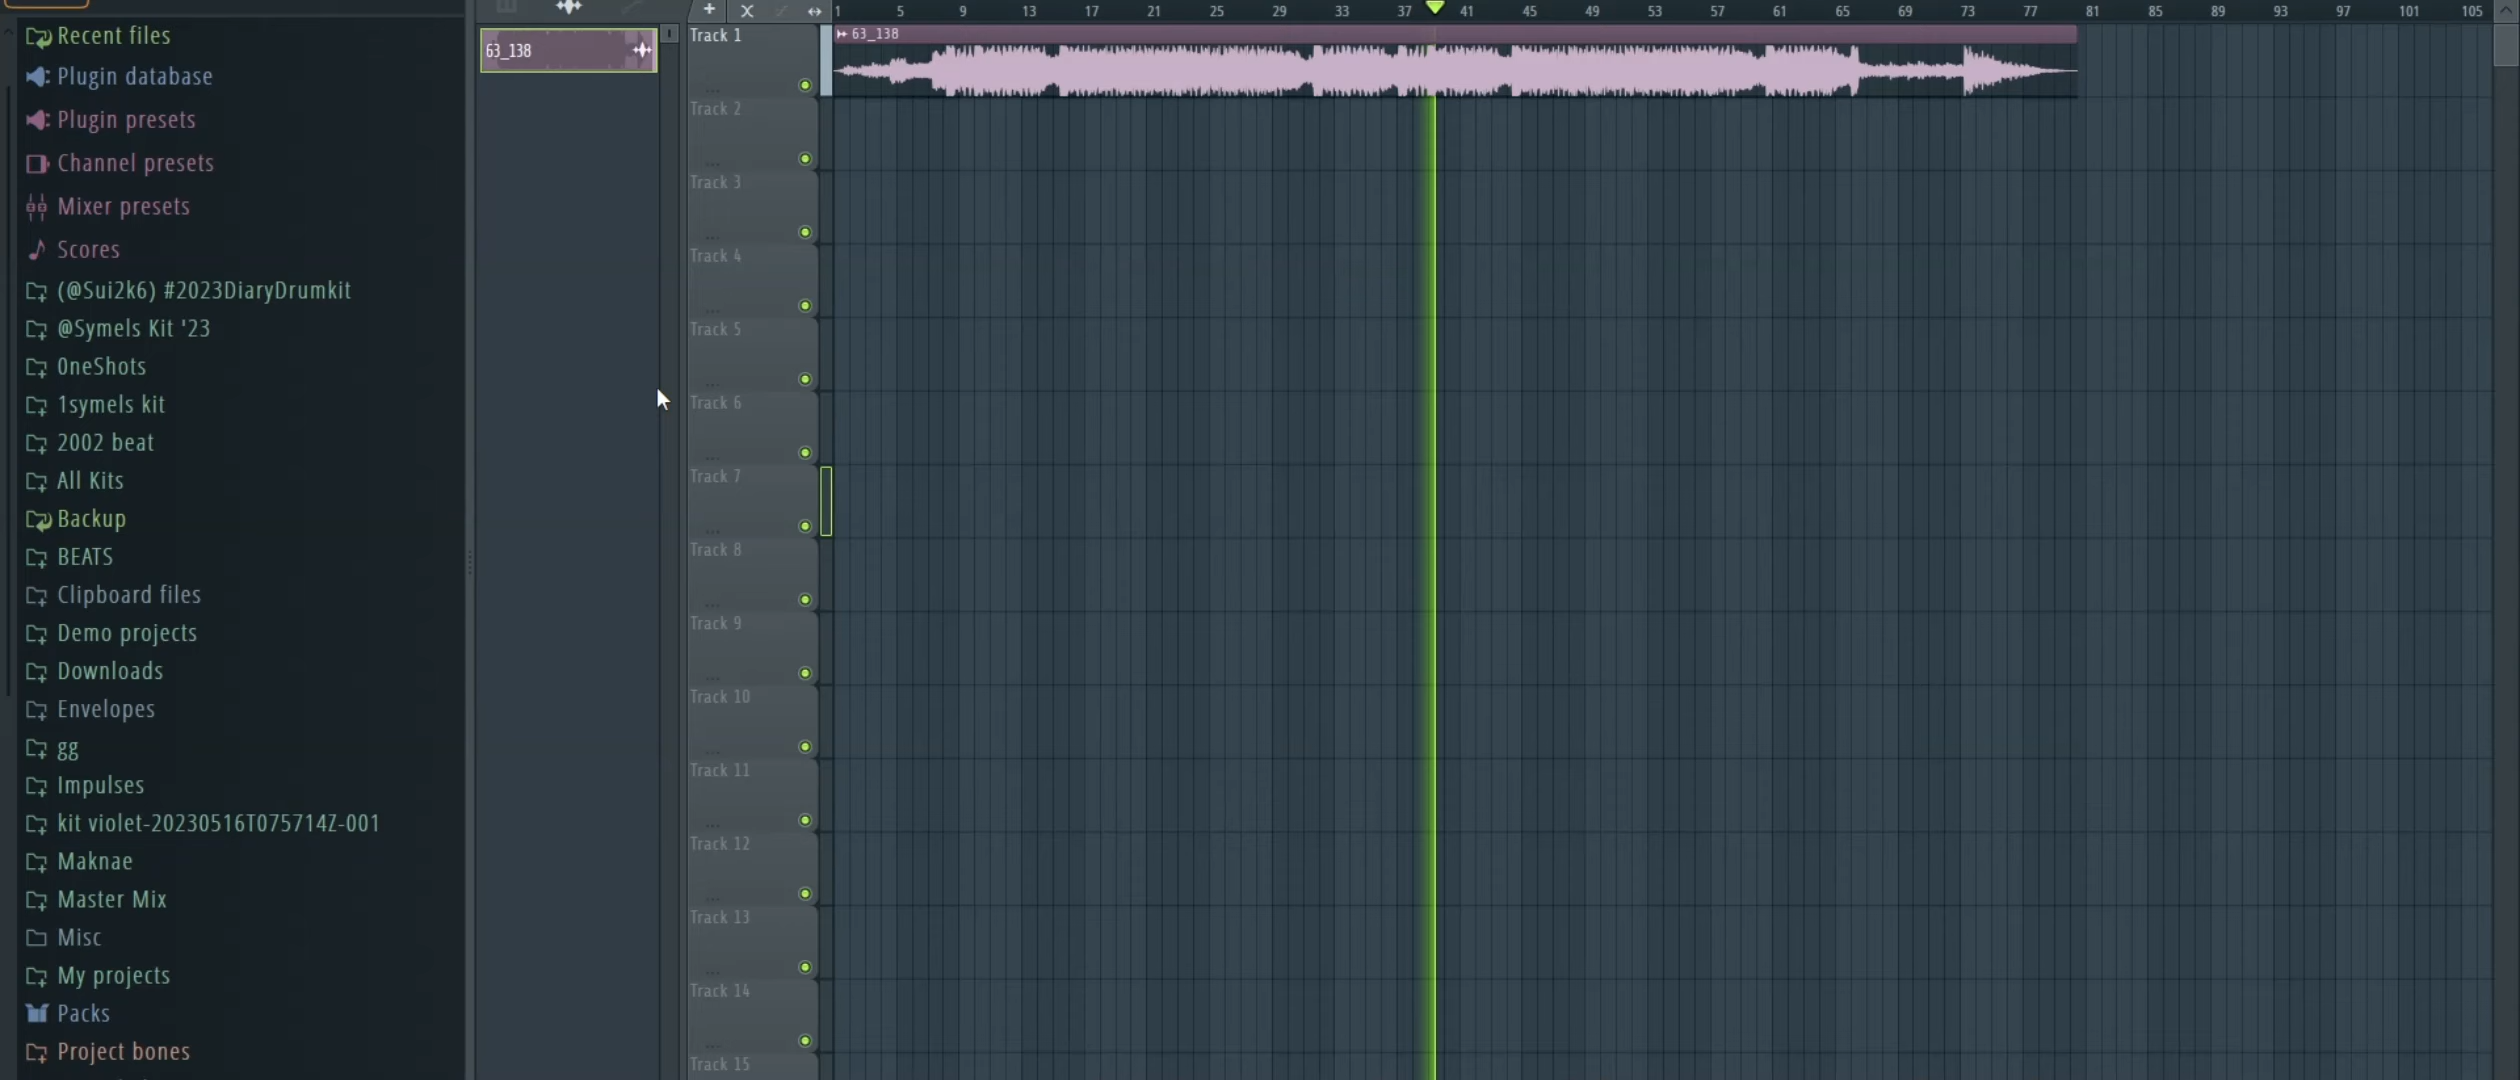 Recent files
Plugin database
Plugin presets
Channel presets
Mixer presets
Scores
(@Sui2k6) #2023DiaryDrumkit
@Symels Kit '23
0neShots
1symels kit
2002 beat
All Kits
Backup
BEATS
Clipboard files
Demo projects
Downloads
Envelopes
gg
Impulses
kit violet-20230516T075714Z-001
Maknae
Master Mix
Misc
My projects
Packs
Project bones
63_138
1 5 9 13 17 21 25 29 33 37 41 45 49 53 57 61 65 69 73 77 81 85 89 93 97 101 105
Track 1
63_138
Track 2
Track 3
Track 4
Track 5
Track 6
Track 7
Track 8
Track 9
Track 10
Track 11
Track 12
Track 13
Track 14
Track 15